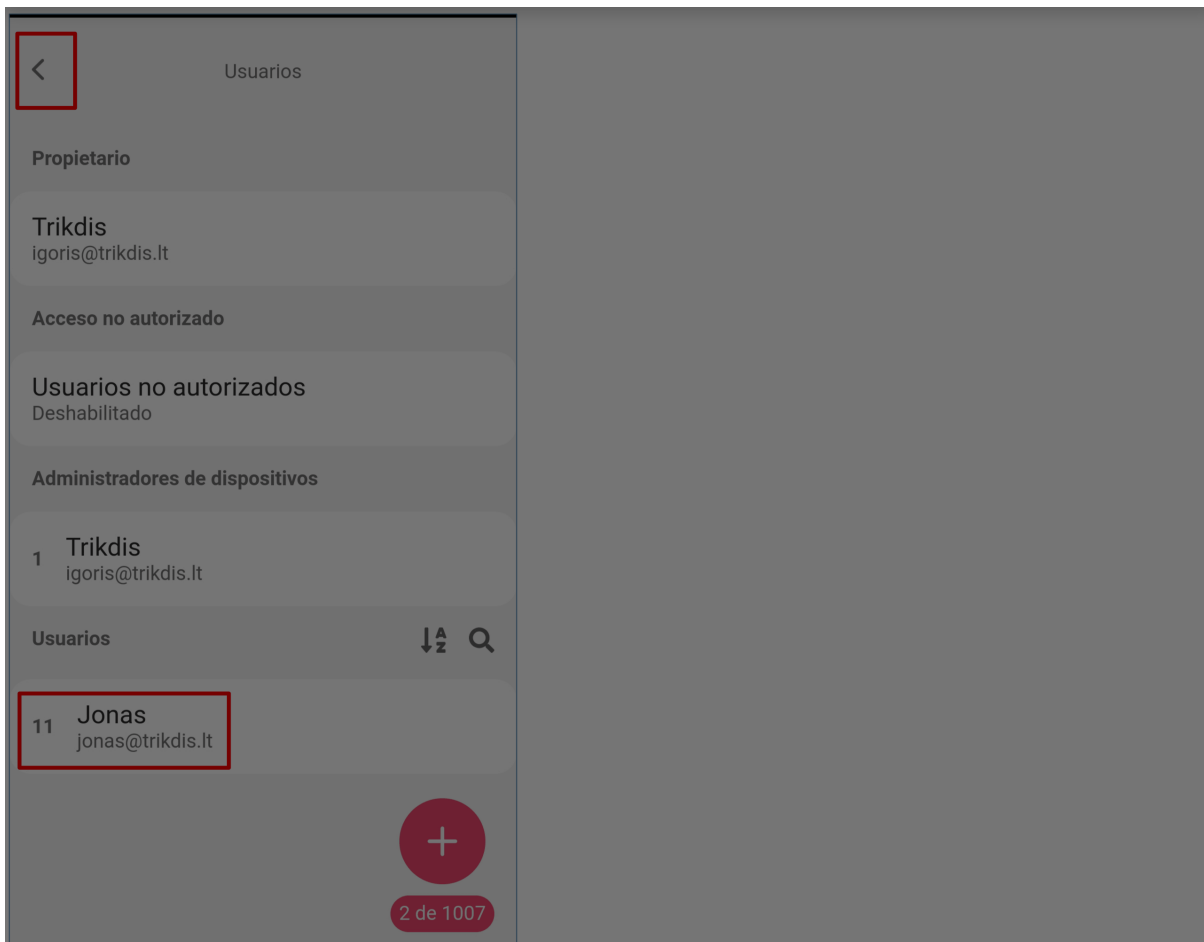 Usuarios
Propietario
Trikdis
igoris@trikdis.lt
Acceso no autorizado
Usuarios no autorizados
Deshabilitado
Administradores de dispositivos
1 Trikdis
igoris@trikdis.lt
Usuarios
11 Jonas
jonas@trikdis.lt
2 de 1007